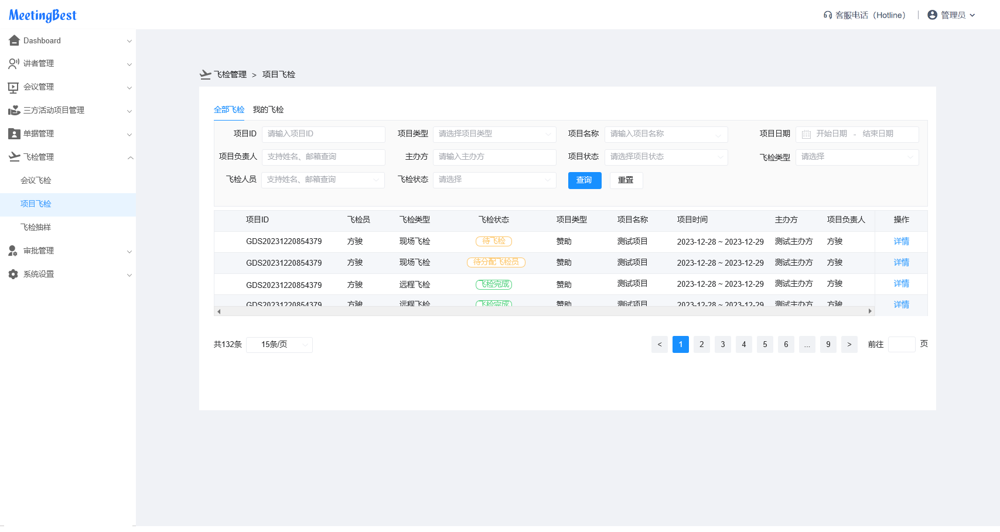 MeetingBest
客服电话（Hotline）
管理员
Dashboard
讲者管理
会议管理
三方活动项目管理
单据管理
飞检管理
会议飞检
项目飞检
飞检抽样
审批管理
系统设置
飞检管理 > 项目飞检
全部飞检 我的飞检
项目ID 请输入项目ID 项目类型 请选择项目类型 项目名称 请输入项目名称 项目日期 开始日期 - 结束日期
项目负责人 支持姓名、邮箱查询 主办方 请输入主办方 项目状态 请选择项目状态 飞检类型 请选择
飞检人员 支持姓名、邮箱查询 飞检状态 请选择 查询 重置
项目ID 飞检员 飞检类型 飞检状态 项目类型 项目名称 项目时间 主办方 项目负责人 操作
GDS20231220854379 方骏 现场飞检 待飞检 赞助 测试项目 2023-12-28 ~ 2023-12-29 测试主办方 方骏 详情
GDS20231220854379 方骏 现场飞检 待分配飞检员 赞助 测试项目 2023-12-28 ~ 2023-12-29 测试主办方 方骏 详情
GDS20231220854379 方骏 远程飞检 飞检完成 赞助 测试项目 2023-12-28 ~ 2023-12-29 测试主办方 方骏 详情
GDS20231220854379 方骏 远程飞检 飞检完成 赞助 测试项目 2023-12-28 ~ 2023-12-29 测试主办方 方骏 详情
共132条 15条/页 < 1 2 3 4 5 6 ... 9 > 前往 页